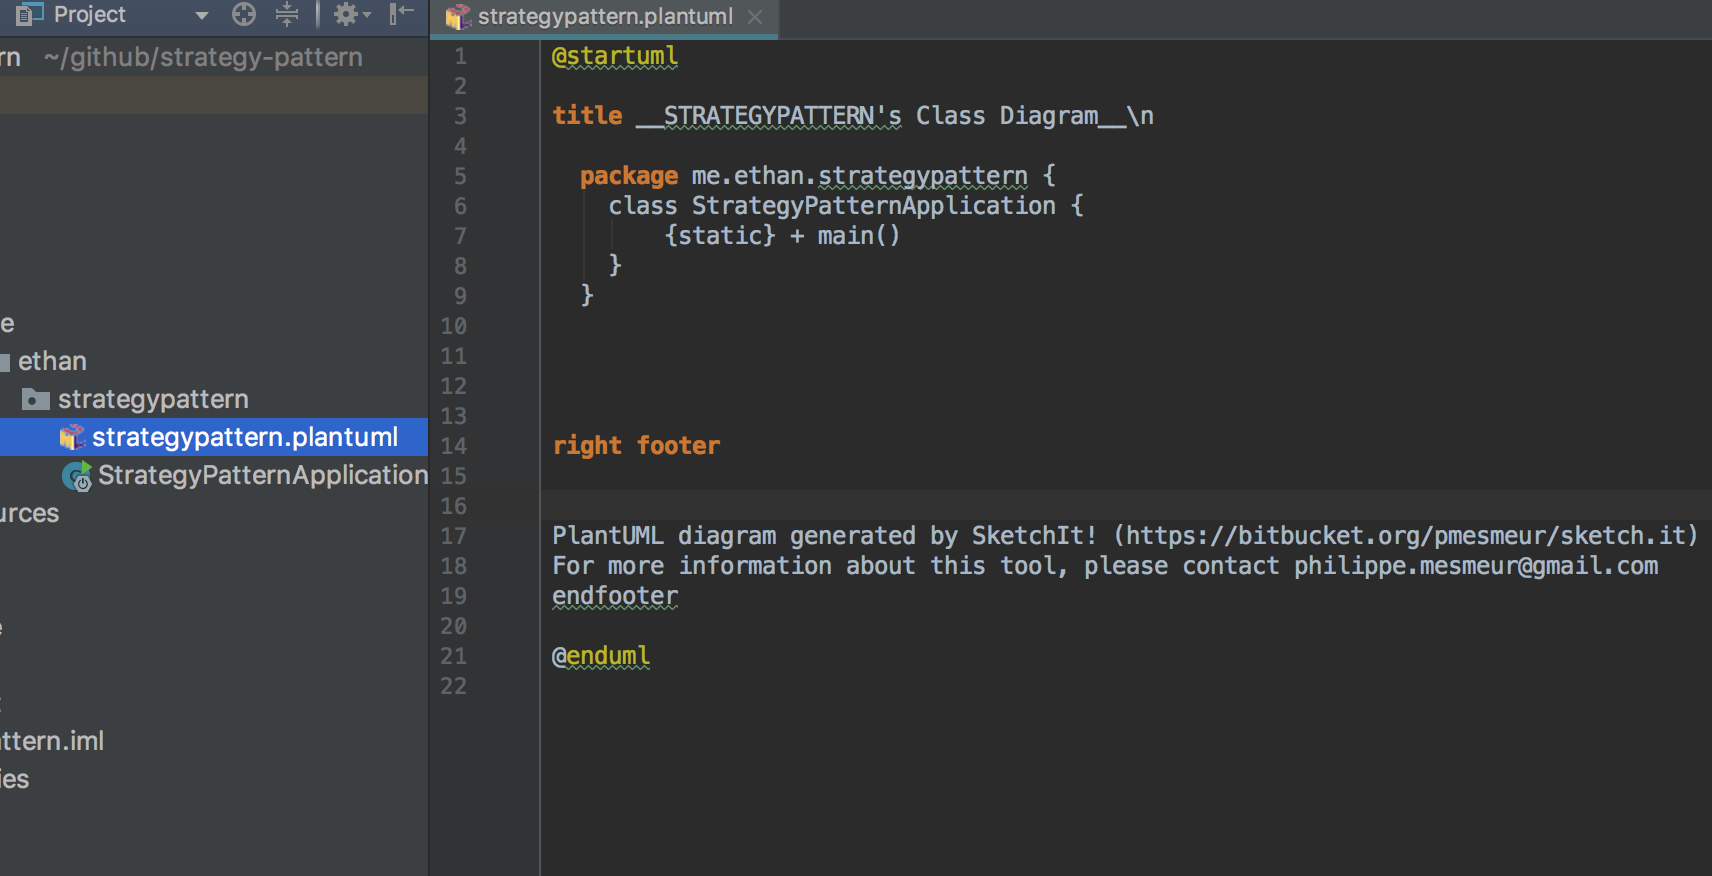 Project
rn ~/github/strategy-pattern
e
ethan
strategypattern
strategypattern.plantuml
StrategyPatternApplication
urces
e
t
ttern.iml
ies
strategypattern.plantuml
1 @startuml
2
3 title __STRATEGYPATTERN's Class Diagram__\n
4
5 package me.ethan.strategypattern {
6 class StrategyPatternApplication {
7 {static} + main()
8 }
9 }
10
11
12
13
14 right footer
15
16
17 PlantUML diagram generated by SketchIt! (https://bitbucket.org/pmesmeur/sketch.it)
18 For more information about this tool, please contact philippe.mesmeur@gmail.com
19 endfooter
20
21 @enduml
22